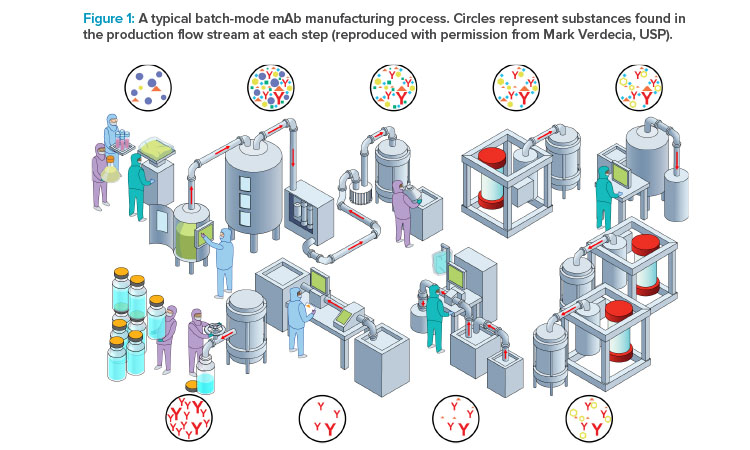 Figure 1: A typical batch-mode mAb manufacturing process. Circles represent substances found in
the production flow stream at each step (reproduced with permission from Mark Verdecia, USP).